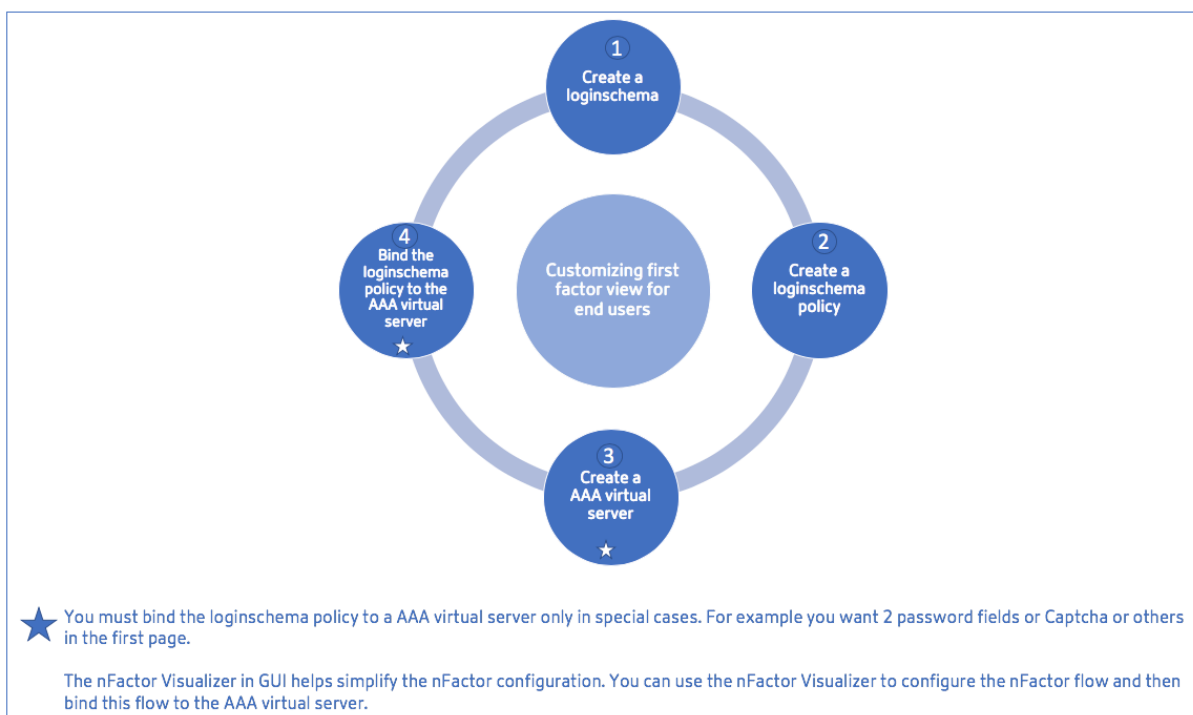 1
Create a
loginschema
2
Create a
loginschema
policy
3
Create a
AAA virtual
server
4
Bind the
loginschema
policy to the
AAA virtual
server
Customizing first
factor view for
end users
You must bind the loginschema policy to a AAA virtual server only in special cases. For example you want 2 password fields or Captcha or others
in the first page.
The nFactor Visualizer in GUI helps simplify the nFactor configuration. You can use the nFactor Visualizer to configure the nFactor flow and then
bind this flow to the AAA virtual server.